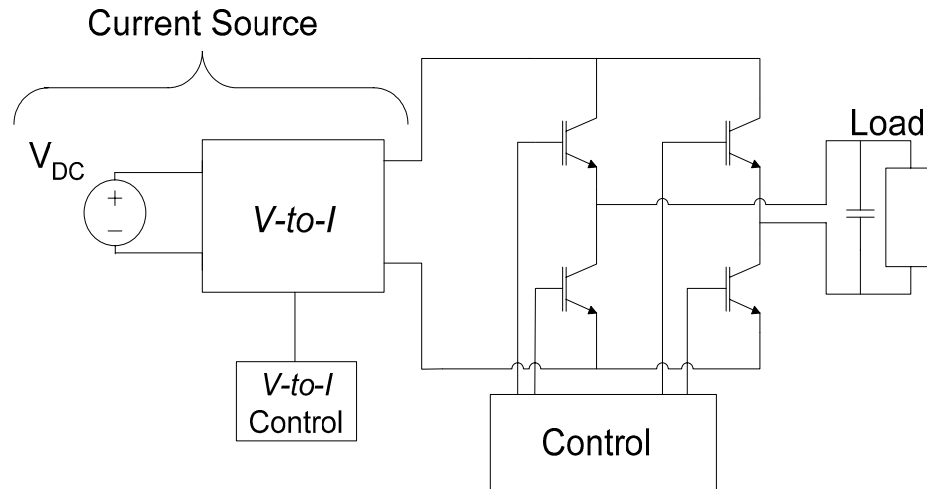 Current Source
V_DC
+
−
V-to-I
V-to-I
Control
Load
Control